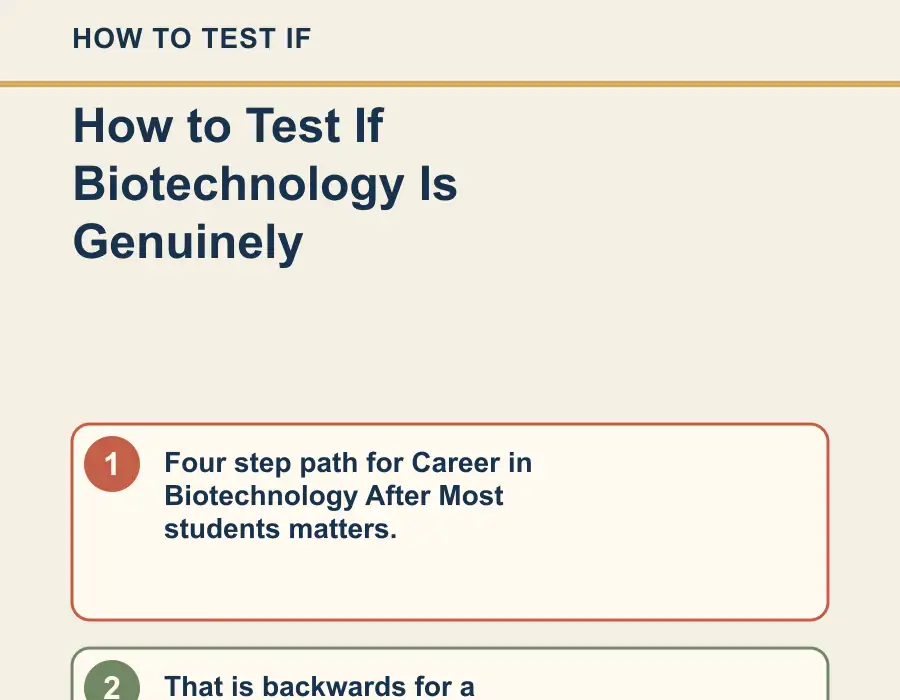 HOW TO TEST IF
How to Test If
Biotechnology Is
Genuinely
1
Four step path for Career in
Biotechnology After Most
students matters.
2
That is backwards for a